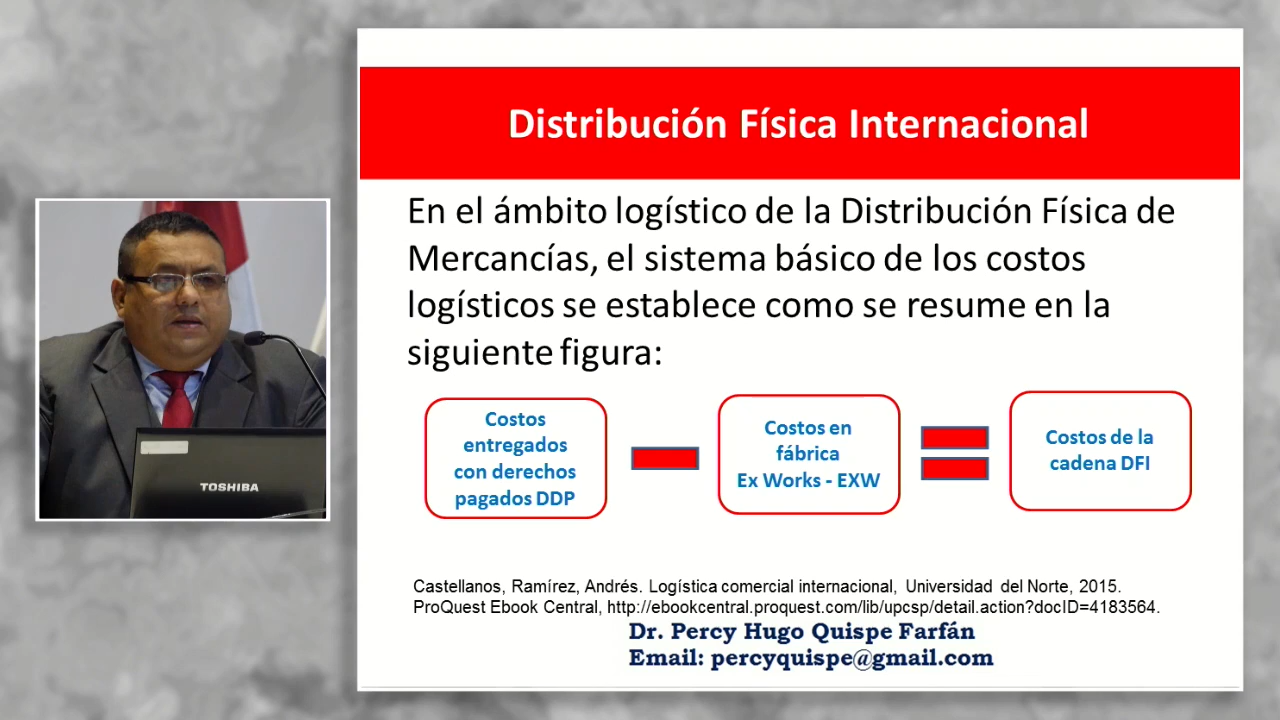 Distribución Física Internacional
En el ámbito logístico de la Distribución Física de
Mercancías, el sistema básico de los costos
logísticos se establece como se resume en la
siguiente figura:
Costos
entregados
con derechos
pagados DDP
Costos en
fábrica
Ex Works - EXW
Costos de la
cadena DFI
TOSHIBA
Castellanos, Ramírez, Andrés. Logística comercial internacional, Universidad del Norte, 2015.
ProQuest Ebook Central, http://ebookcentral.proquest.com/lib/upcsp/detail.action?docID=4183564.
Dr. Percy Hugo Quispe Farfán
Email: percyquispe@gmail.com